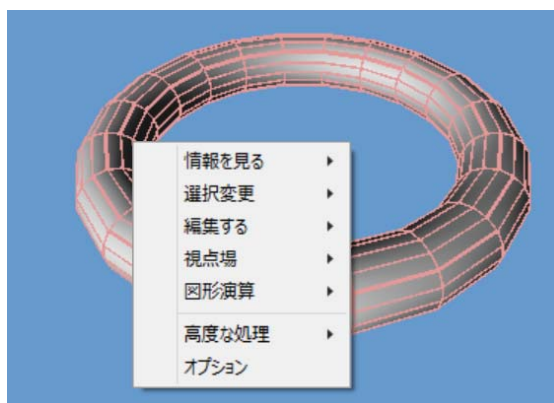 情報を見る
選択変更
編集する
視点場
図形演算
高度な処理
オプション